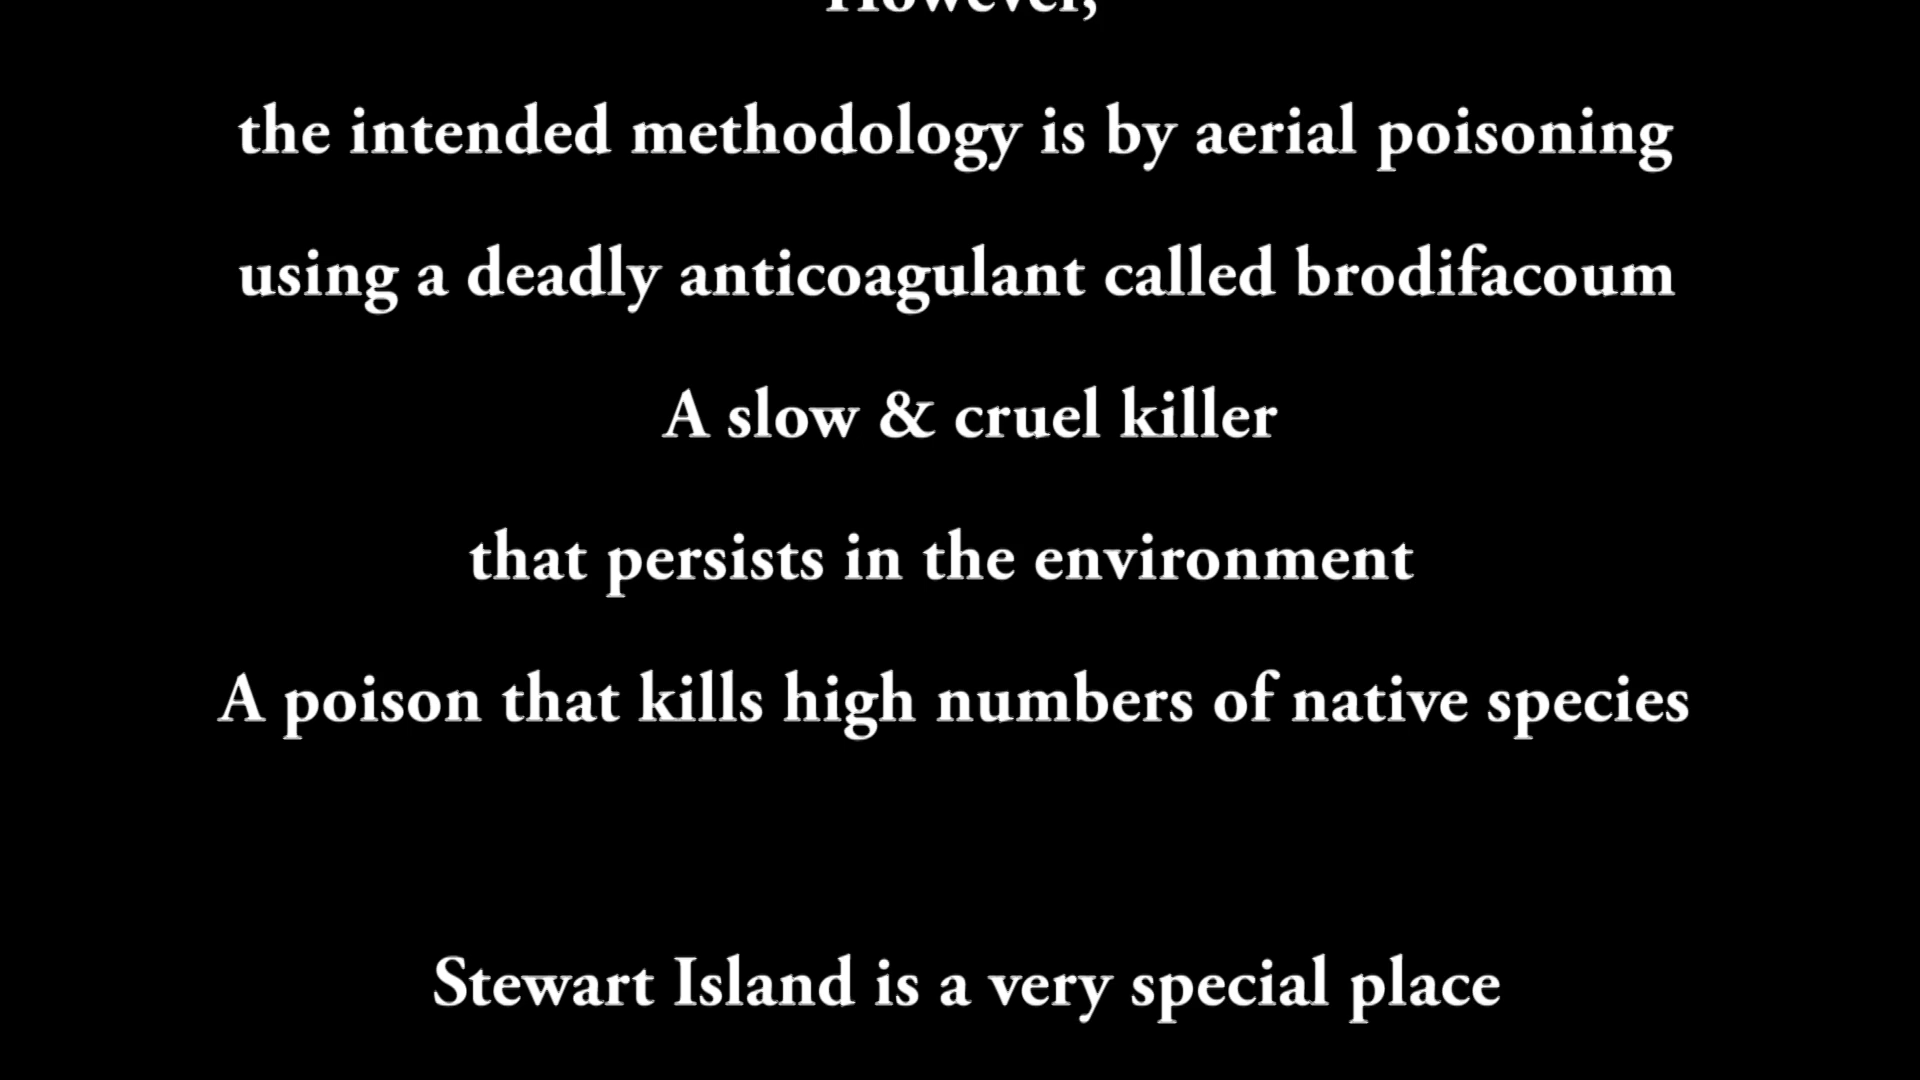 However,
the intended methodology is by aerial poisoning
using a deadly anticoagulant called brodifacoum
A slow & cruel killer
that persists in the environment
A poison that kills high numbers of native species
Stewart Island is a very special place